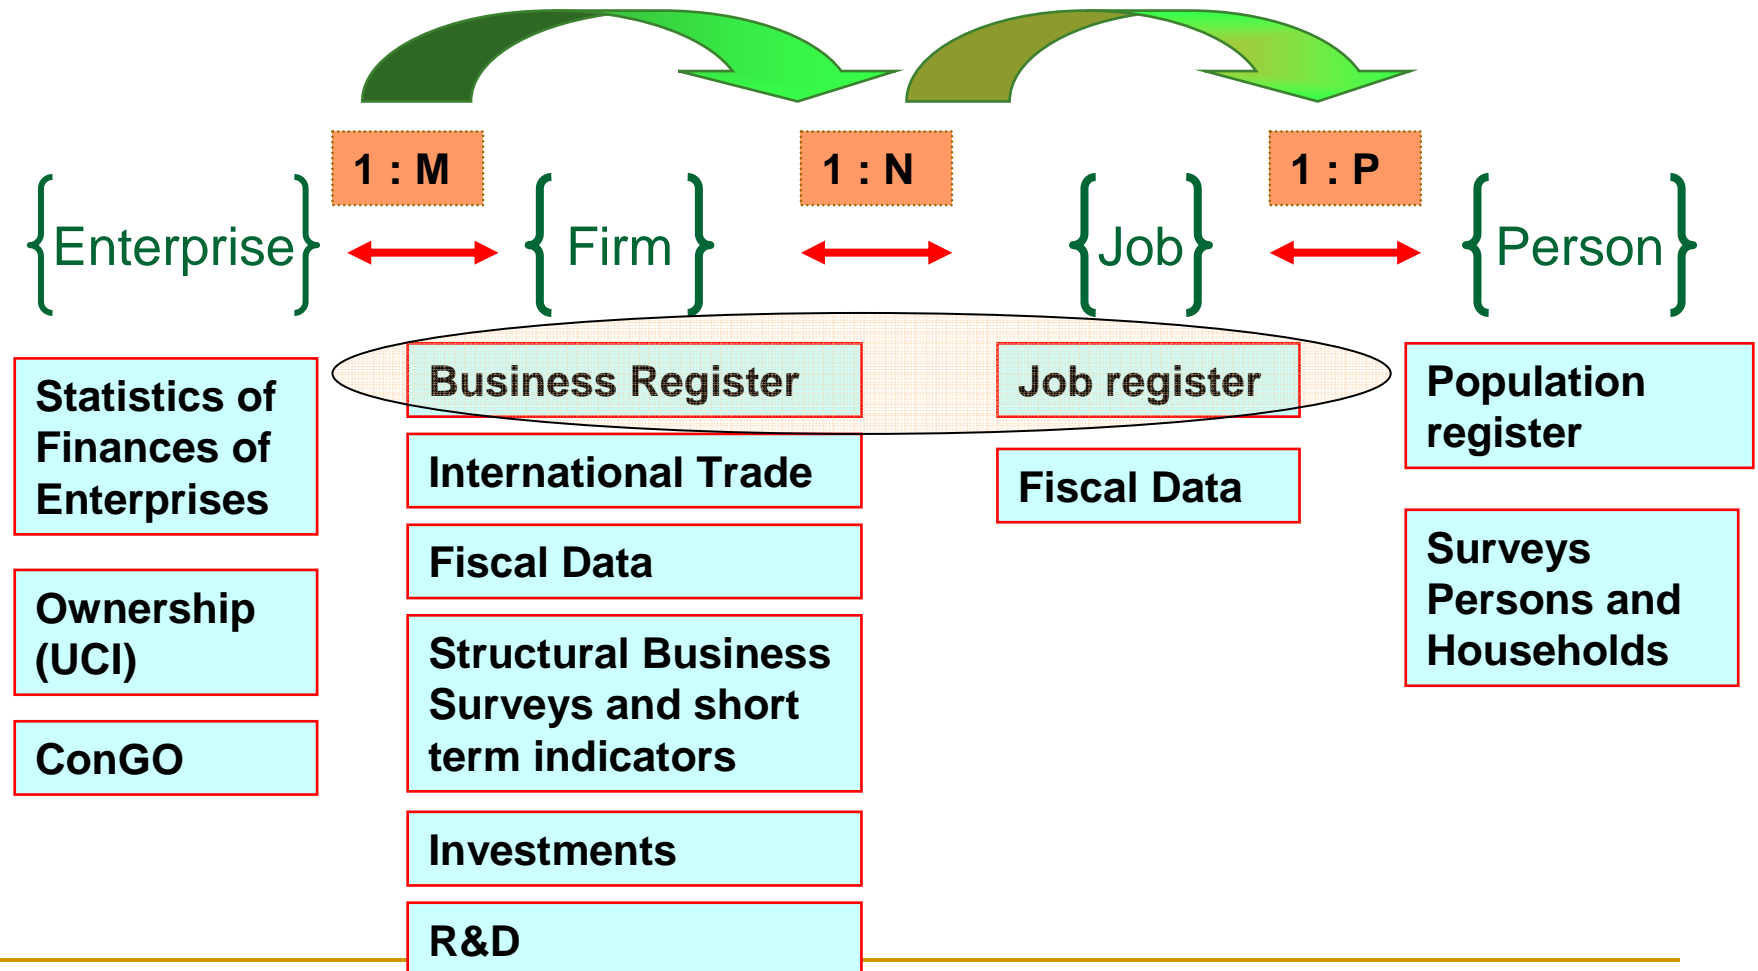 1 : M
1 : N
1 : P
Enterprise
Firm
Job
Person
Statistics of
Finances of
Enterprises
Ownership
(UCI)
ConGO
Business Register
International Trade
Fiscal Data
Structural Business
Surveys and short
term indicators
Investments
R&D
Job register
Fiscal Data
Population
register
Surveys
Persons and
Households